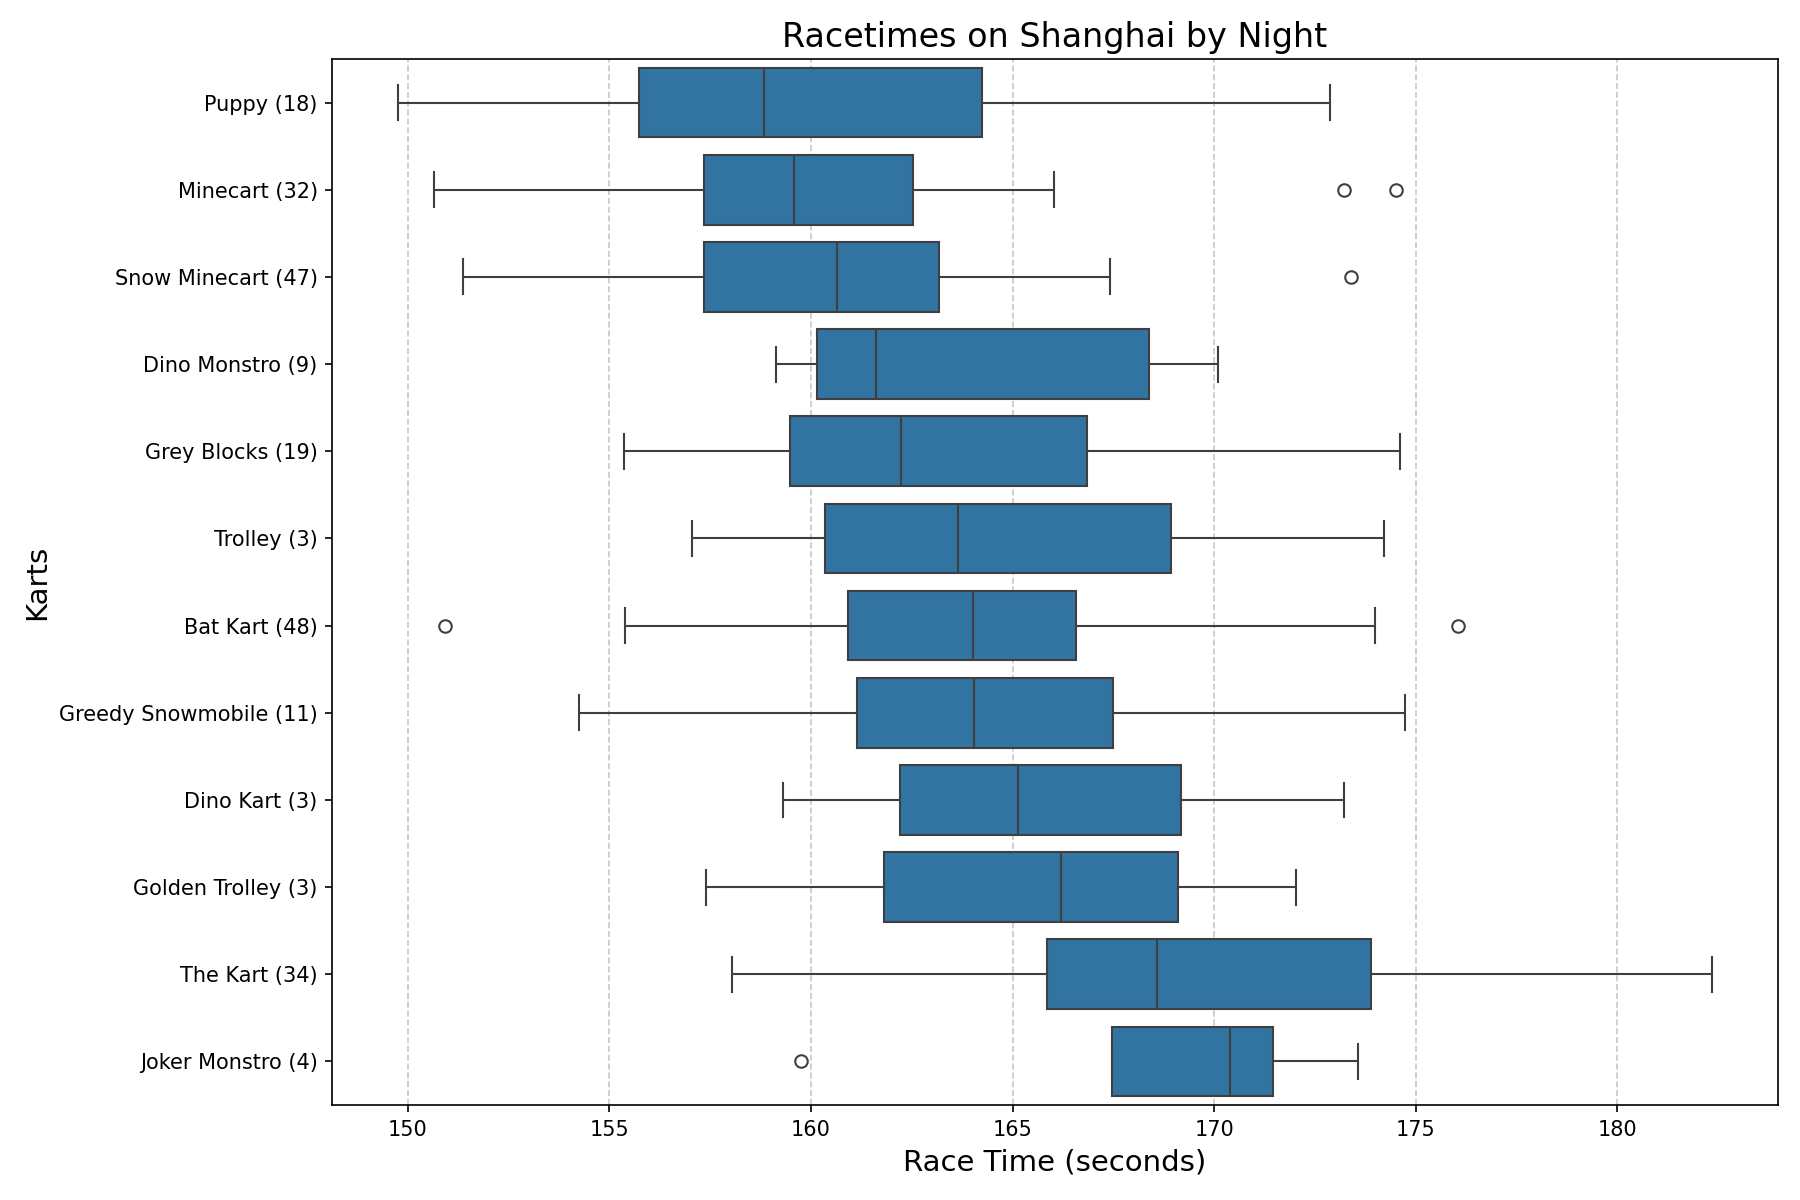 Racetimes on Shanghai by Night
Karts
Puppy (18)
Minecart (32)
Snow Minecart (47)
Dino Monstro (9)
Grey Blocks (19)
Trolley (3)
Bat Kart (48)
Greedy Snowmobile (11)
Dino Kart (3)
Golden Trolley (3)
The Kart (34)
Joker Monstro (4)
150 155 160 165 170 175 180
Race Time (seconds)